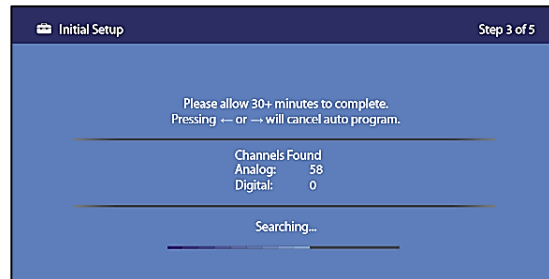 Initial Setup
Step 3 of 5
Please allow 30+ minutes to complete.
Pressing ← or → will cancel auto program.
Channels Found
Analog: 58
Digital: 0
Searching...